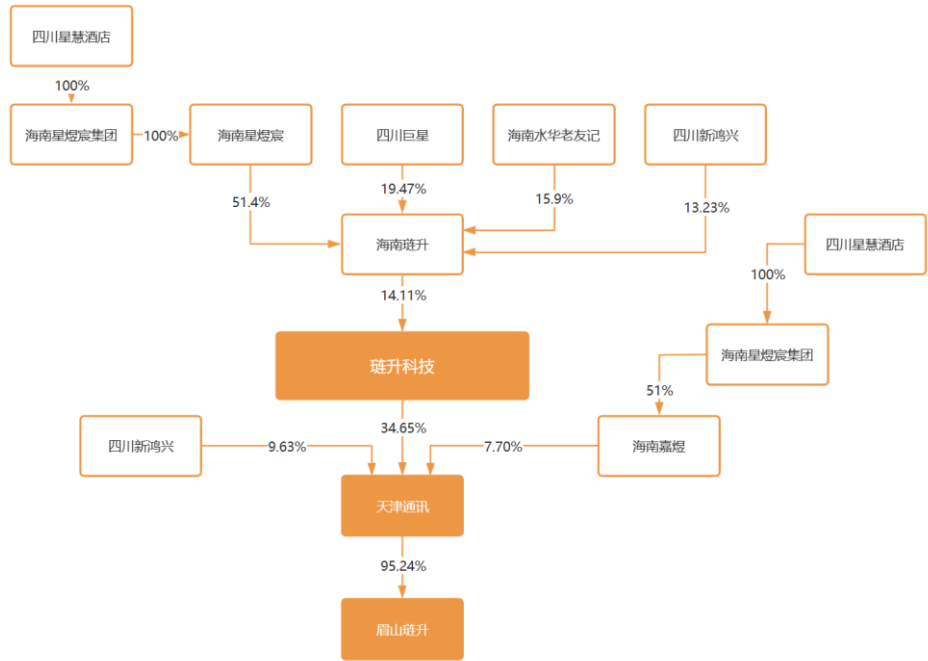 四川星慧酒店
100%
海南星煜宸集团
100%
海南星煜宸
四川巨星
海南水华老友记
四川新鸿兴
51.4%
19.47%
15.9%
13.23%
海南琏升
四川星慧酒店
14.11%
100%
琏升科技
海南星煜宸集团
51%
34.65%
四川新鸿兴
9.63%
7.70%
海南嘉煜
天津通讯
95.24%
眉山琏升